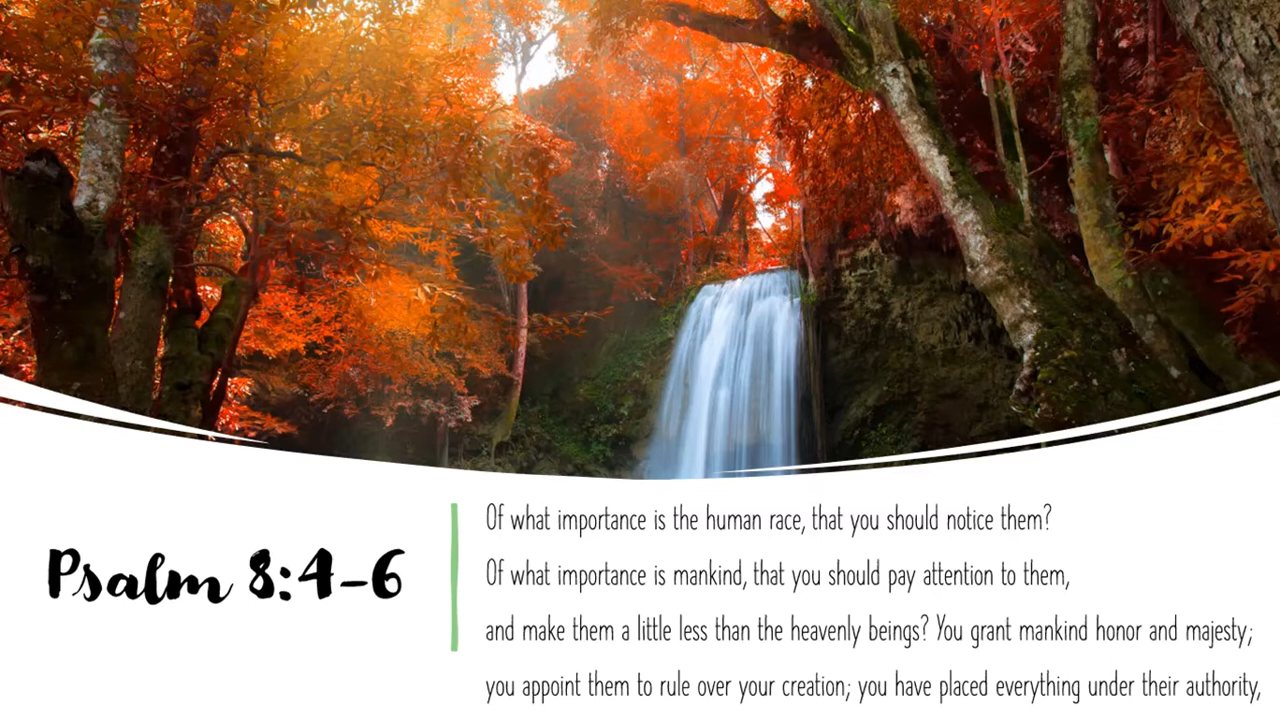 Psalm 8:4-6
Of what importance is the human race, that you should notice them?
Of what importance is mankind, that you should pay attention to them,
and make them a little less than the heavenly beings? You grant mankind honor and majesty;
you appoint them to rule over your creation; you have placed everything under their authority,